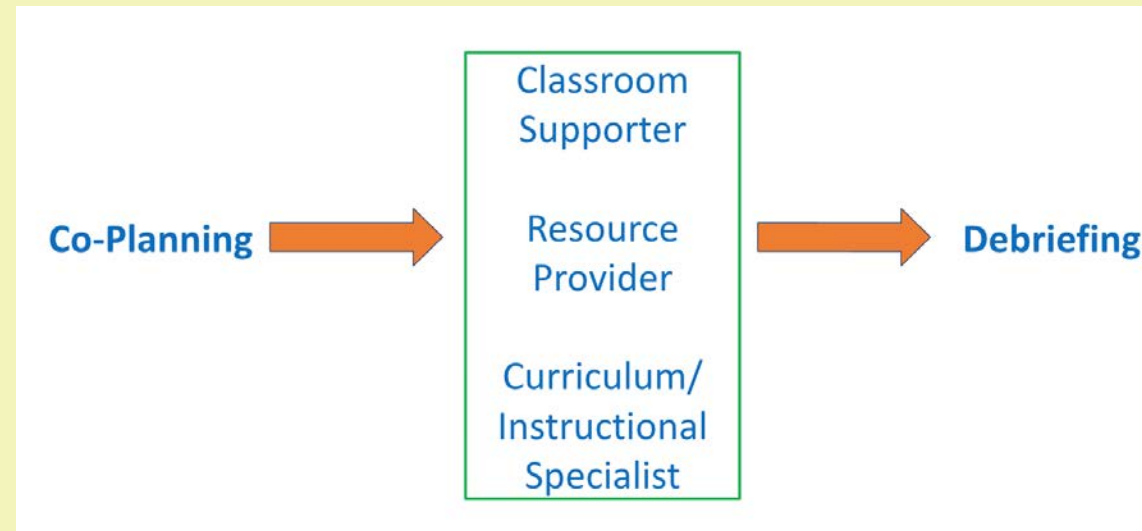 Co-Planning
Classroom
Supporter
Resource
Provider
Curriculum/
Instructional
Specialist
Debriefing